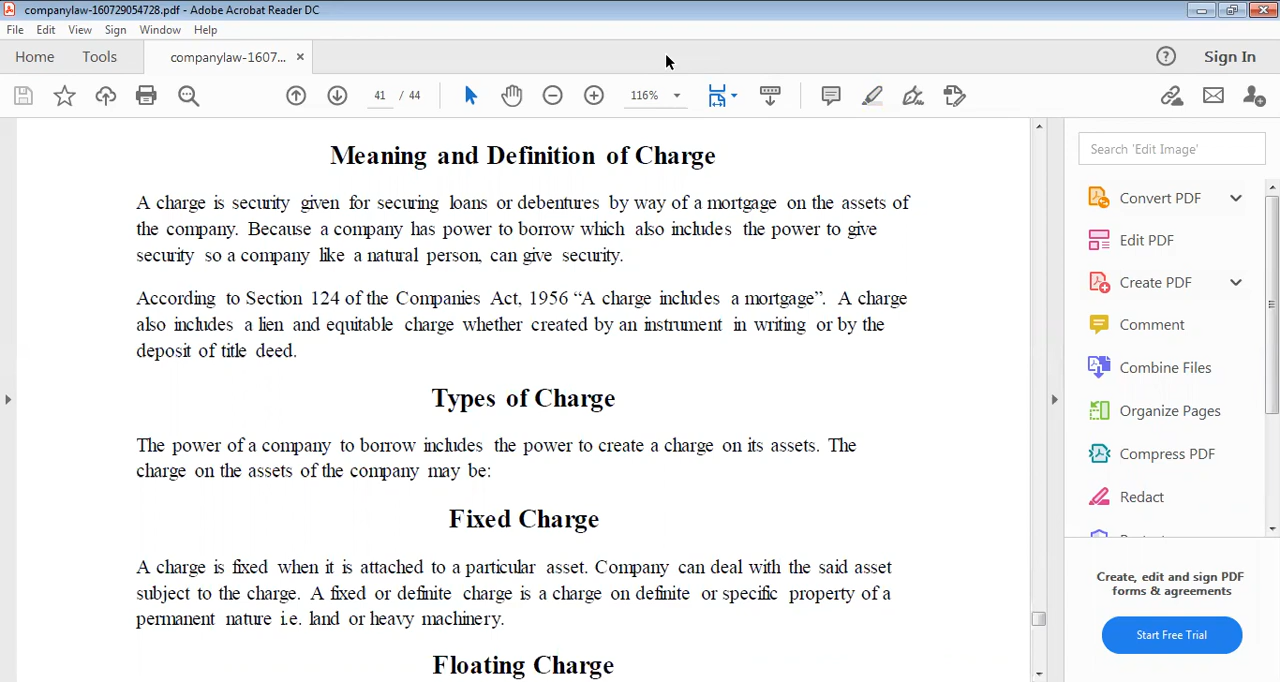 companylaw-160729054728.pdf - Adobe Acrobat Reader DC
File Edit View Sign Window Help
Home Tools companylaw-1607... × ? Sign In
41 / 44 116%
Meaning and Definition of Charge
A charge is security given for securing loans or debentures by way of a mortgage on the assets of
the company. Because a company has power to borrow which also includes the power to give
security so a company like a natural person, can give security.
According to Section 124 of the Companies Act, 1956 “A charge includes a mortgage”. A charge
also includes a lien and equitable charge whether created by an instrument in writing or by the
deposit of title deed.
Types of Charge
The power of a company to borrow includes the power to create a charge on its assets. The
charge on the assets of the company may be:
Fixed Charge
A charge is fixed when it is attached to a particular asset. Company can deal with the said asset
subject to the charge. A fixed or definite charge is a charge on definite or specific property of a
permanent nature i.e. land or heavy machinery.
Floating Charge
Search 'Edit Image'
Convert PDF
Edit PDF
Create PDF
Comment
Combine Files
Organize Pages
Compress PDF
Redact
Create, edit and sign PDF
forms & agreements
Start Free Trial